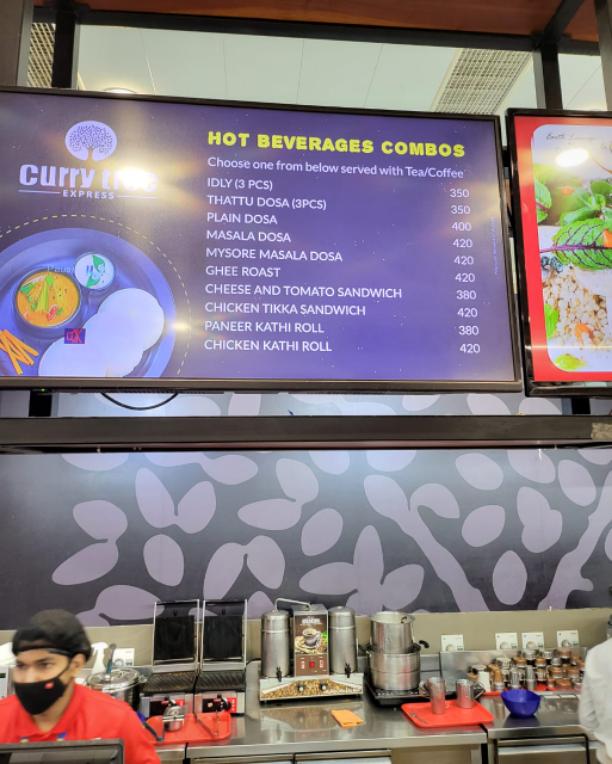 curry tree
EXPRESS
HOT BEVERAGES COMBOS
Choose one from below served with Tea/Coffee
IDLY (3 PCS) 350
THATTU DOSA (3PCS) 350
PLAIN DOSA 400
MASALA DOSA 420
MYSORE MASALA DOSA 420
GHEE ROAST 420
CHEESE AND TOMATO SANDWICH 380
CHICKEN TIKKA SANDWICH 420
PANEER KATHI ROLL 380
CHICKEN KATHI ROLL 420